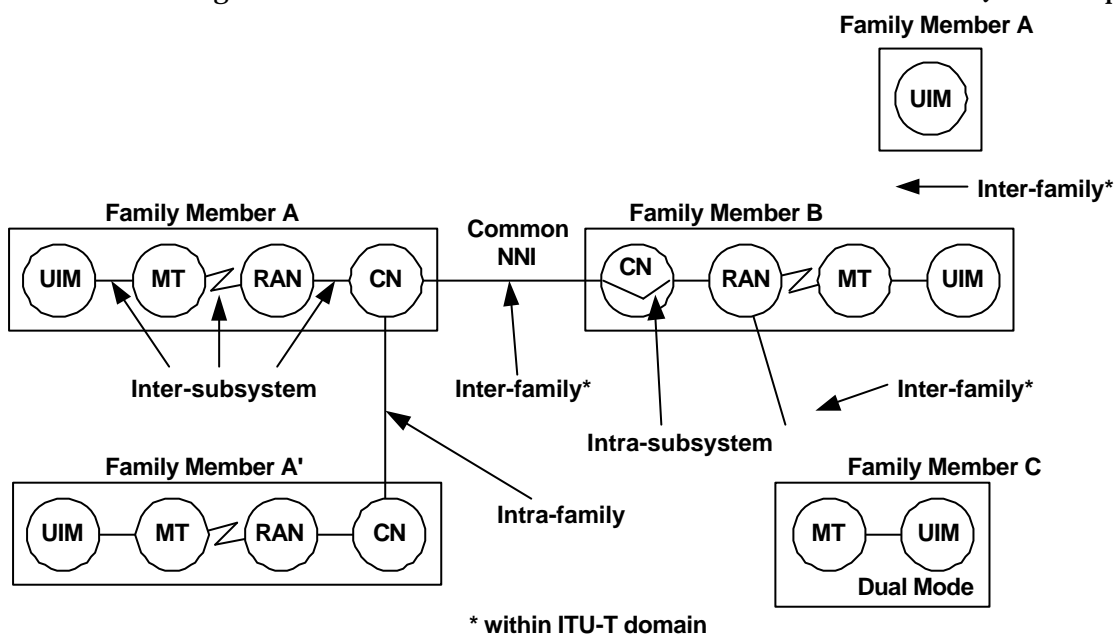 Family Member A
UIM
Inter-family*
Family Member A
Common
NNI
Family Member B
UIM
MT
RAN
CN
CN
RAN
MT
UIM
Inter-subsystem
Inter-family*
Inter-family*
Intra-subsystem
Family Member A'
Family Member C
UIM
MT
RAN
CN
Intra-family
MT
UIM
Dual Mode
* within ITU-T domain